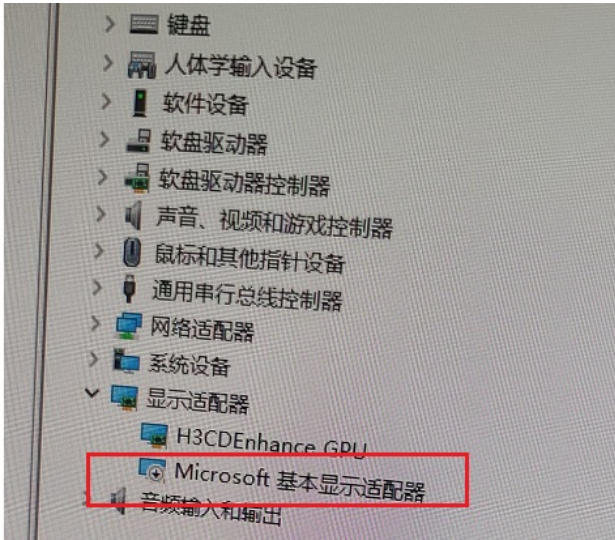 键盘
人体学输入设备
软件设备
软盘驱动器
软盘驱动器控制器
声音、视频和游戏控制器
鼠标和其他指针设备
通用串行总线控制器
网络适配器
系统设备
显示适配器
H3CDEnhance GPU
Microsoft 基本显示适配器
音频输入和输出